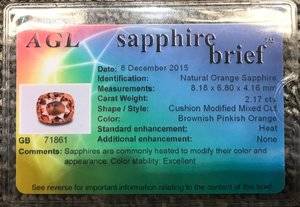 AGL sapphire brief™
Date: 8 December 2015
Identification: Natural Orange Sapphire
Measurements: 8.18 x 6.80 x 4.16 mm
Carat Weight: 2.17 cts
Shape / Style: Cushion Modified Mixed Cut
Color: Brownish Pinkish Orange
Standard enhancement: Heat
GB 71861 Additional enhancement: None
Comments: Sapphires are commonly heated to modify their color and
appearance. Color stability: Excellent
See reverse for important information relating to the content of this brief.